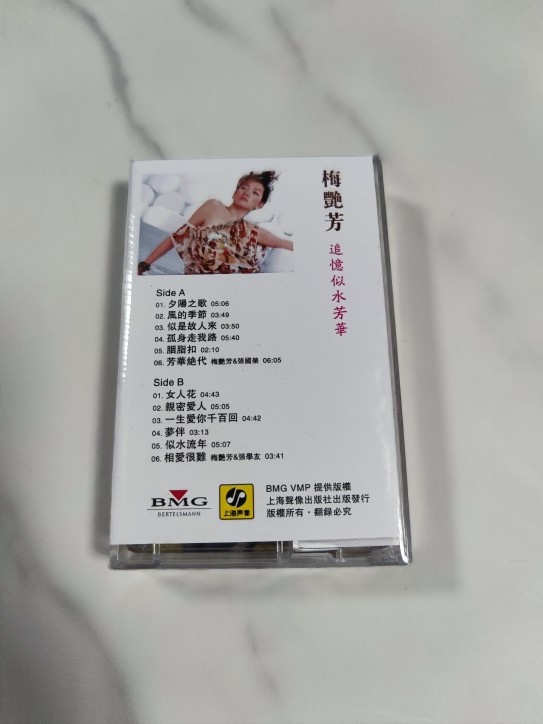 梅艷芳
追憶似水芳華
Side A
01. 夕陽之歌 05:06
02. 風的季節 03:49
03. 似是故人來 03:50
04. 孤身走我路 05:40
05. 胭脂扣 02:10
06. 芳華絶代 梅艷芳&張國榮 06:05
Side B
01. 女人花 04:43
02. 親密愛人 05:05
03. 一生愛你千百回 04:42
04. 夢伴 03:13
05. 似水流年 05:07
06. 相愛很難 梅艷芳&張學友 03:41
BMG
BERTELSMANN
上海声像
BMG VMP 提供版權
上海聲像出版社出版發行
版權所有・翻録必究